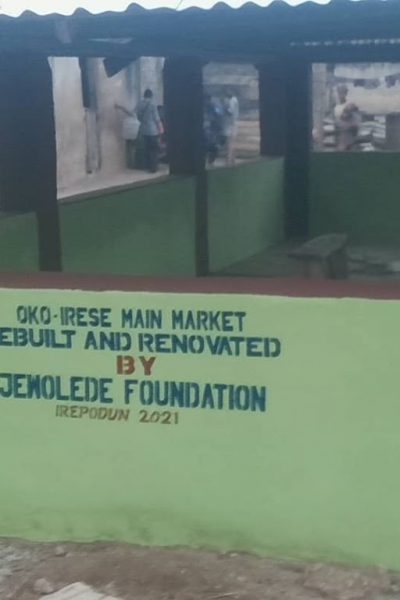 OKO-IRESE MAIN MARKET
EBUILT AND RENOVATED
BY
JEWOLEDE FOUNDATION
IREPODUN 2021